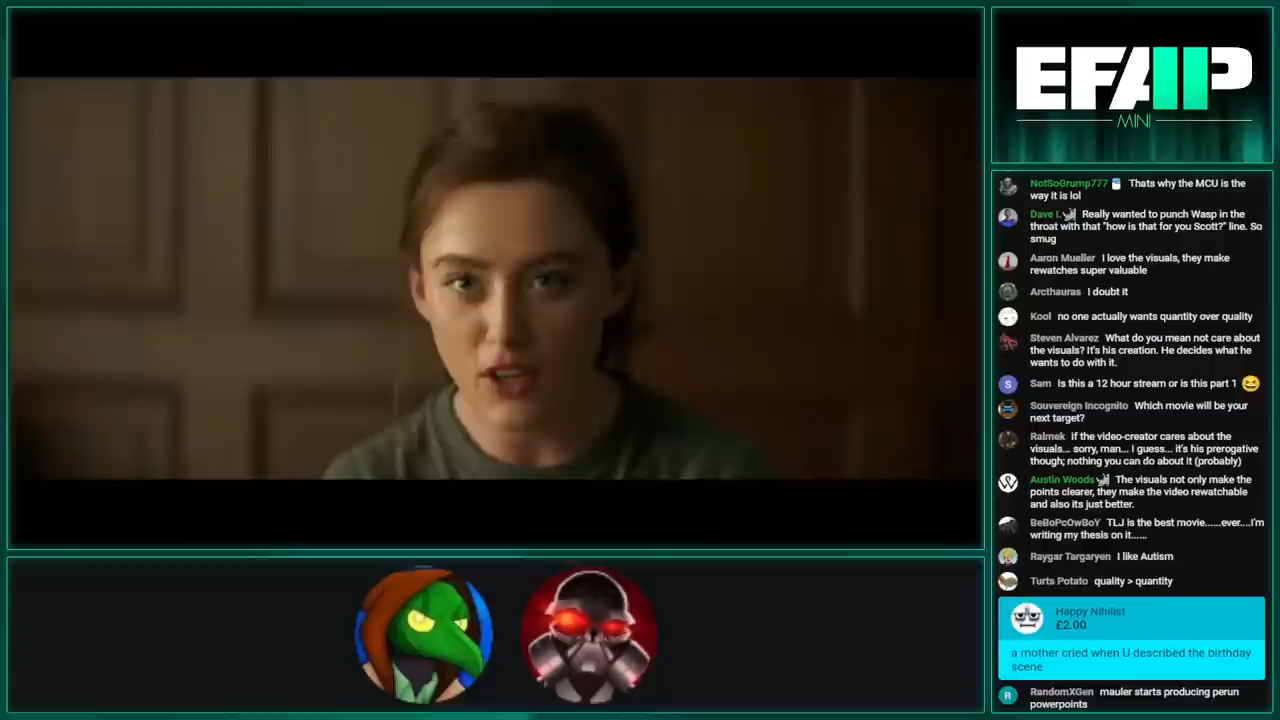 EFAP
MINI
NotSoGrump777 Thats why the MCU is the
way it is lol
Dave L Really wanted to punch Wasp in the
throat with that "how is that for you Scott?" line. So
smug
Aaron Mueller I love the visuals, they make
rewatches super valuable
Arcthauras I doubt it
Kool no one actually wants quantity over quality
Steven Alvarez What do you mean not care about
the visuals? It's his creation. He decides what he
wants to do with it.
S Sam Is this a 12 hour stream or is this part 1
Souvereign Incognito Which movie will be your
next target?
Ralmek if the video-creator cares about the
visuals... sorry, man... I guess... it's his prerogative
though; nothing you can do about it (probably)
Austin Woods The visuals not only make the
points clearer, they make the video rewatchable
and also its just better.
BeBoPcOwBoY TLJ is the best movie......ever....I'm
writing my thesis on it......
Raygar Targaryen I like Autism
Turts Potato quality > quantity
Happy Nihilist
£2.00
a mother cried when U described the birthday
scene
R RandomXGen mauler starts producing perun
powerpoints